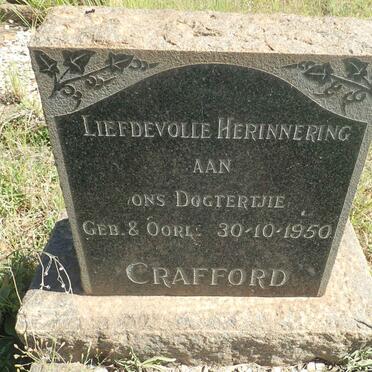 LIEFDEVOLLE HERINNERING
AAN
ONS DOGTERTJIE
GEB. & OORL: 30-10-1950
CRAFFORD